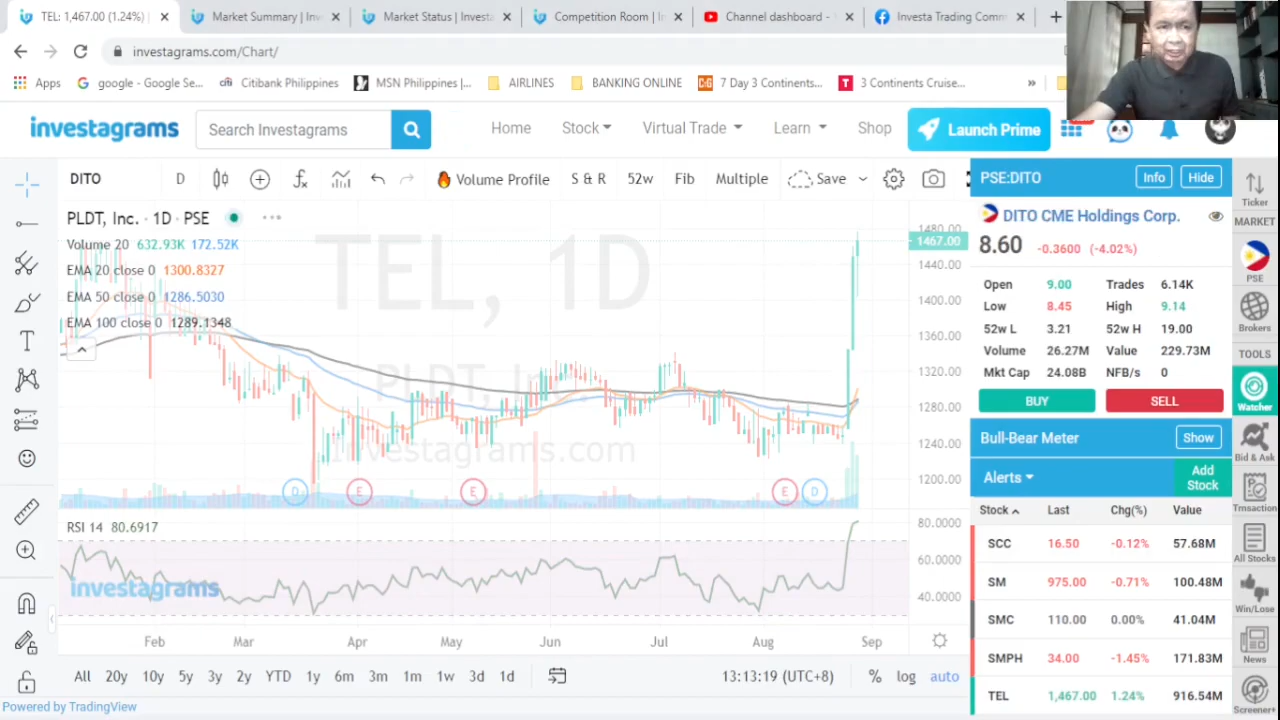 TEL: 1,467.00 (1.24%) |
Market Summary | Inve
Market Status | Investa
Competition Room | In
Channel dashboard -
Investa Trading Comm
investagrams.com/Chart/
Apps
google - Google Se...
Citibank Philippines
MSN Philippines |...
AIRLINES
BANKING ONLINE
7 Day 3 Continents...
3 Continents Cruise...
»
investagrams
Search Investagrams
Home
Stock
Virtual Trade
Learn
Shop
Launch Prime
DITO
D
Volume Profile
S & R
52w
Fib
Multiple
Save
PLDT, Inc. · 1D · PSE
Volume 20 632.93K 172.52K
EMA 20 close 0 1300.8327
EMA 50 close 0 1286.5030
EMA 100 close 0 1289.1348
TEL, 1D
PLDT, Inc.
Investagrams.com
1480.00
1467.00
1440.00
1400.00
1360.00
1320.00
1280.00
1240.00
1200.00
D
E
E
E
D
RSI 14 80.6917
investagrams
80.0000
60.0000
40.0000
Feb
Mar
Apr
May
Jun
Jul
Aug
Sep
All 20y 10y 5y 3y 2y YTD 1y 6m 3m 1m 1w 3d 1d
13:13:19 (UTC+8)
% log auto
Powered by TradingView
PSE:DITO
Info
Hide
DITO CME Holdings Corp.
8.60 -0.3600 (-4.02%)
Open 9.00 Trades 6.14K
Low 8.45 High 9.14
52w L 3.21 52w H 19.00
Volume 26.27M Value 229.73M
Mkt Cap 24.08B NFB/s 0
BUY
SELL
Bull-Bear Meter
Show
Alerts
Add
Stock
Stock Last Chg(%) Value
SCC 16.50 -0.12% 57.68M
SM 975.00 -0.71% 100.48M
SMC 110.00 0.00% 41.04M
SMPH 34.00 -1.45% 171.83M
TEL 1,467.00 1.24% 916.54M
Ticker
MARKET
PSE
Brokers
TOOLS
Watcher
Bid & Ask
Trnsaction
All Stocks
Win/Lose
News
Screener+